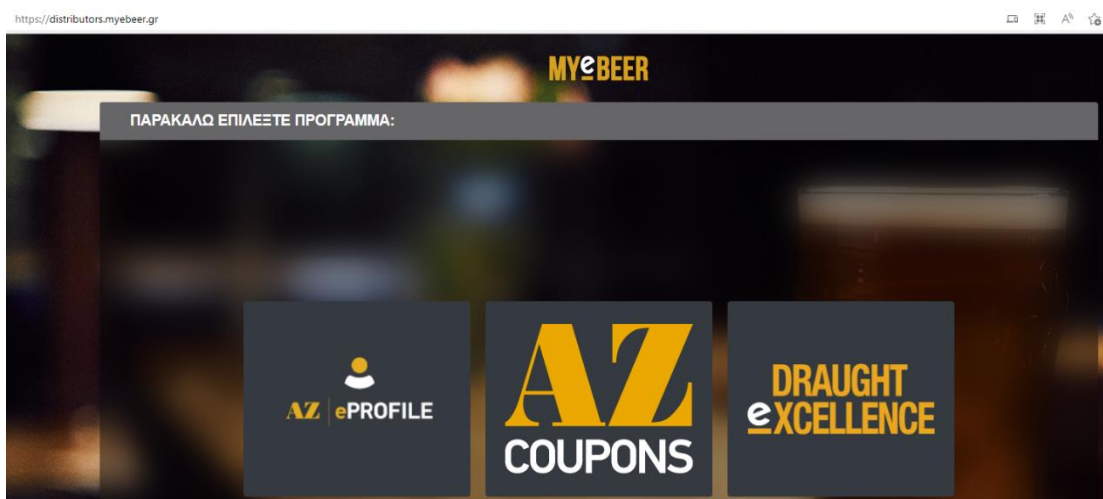 https://distributors.myebeer.gr
MYeBEER
ΠΑΡΑΚΑΛΩ ΕΠΙΛΕΞΤΕ ΠΡΟΓΡΑΜΜΑ:
AZ | ePROFILE
AZ
COUPONS
DRAUGHT
eXCELLENCE